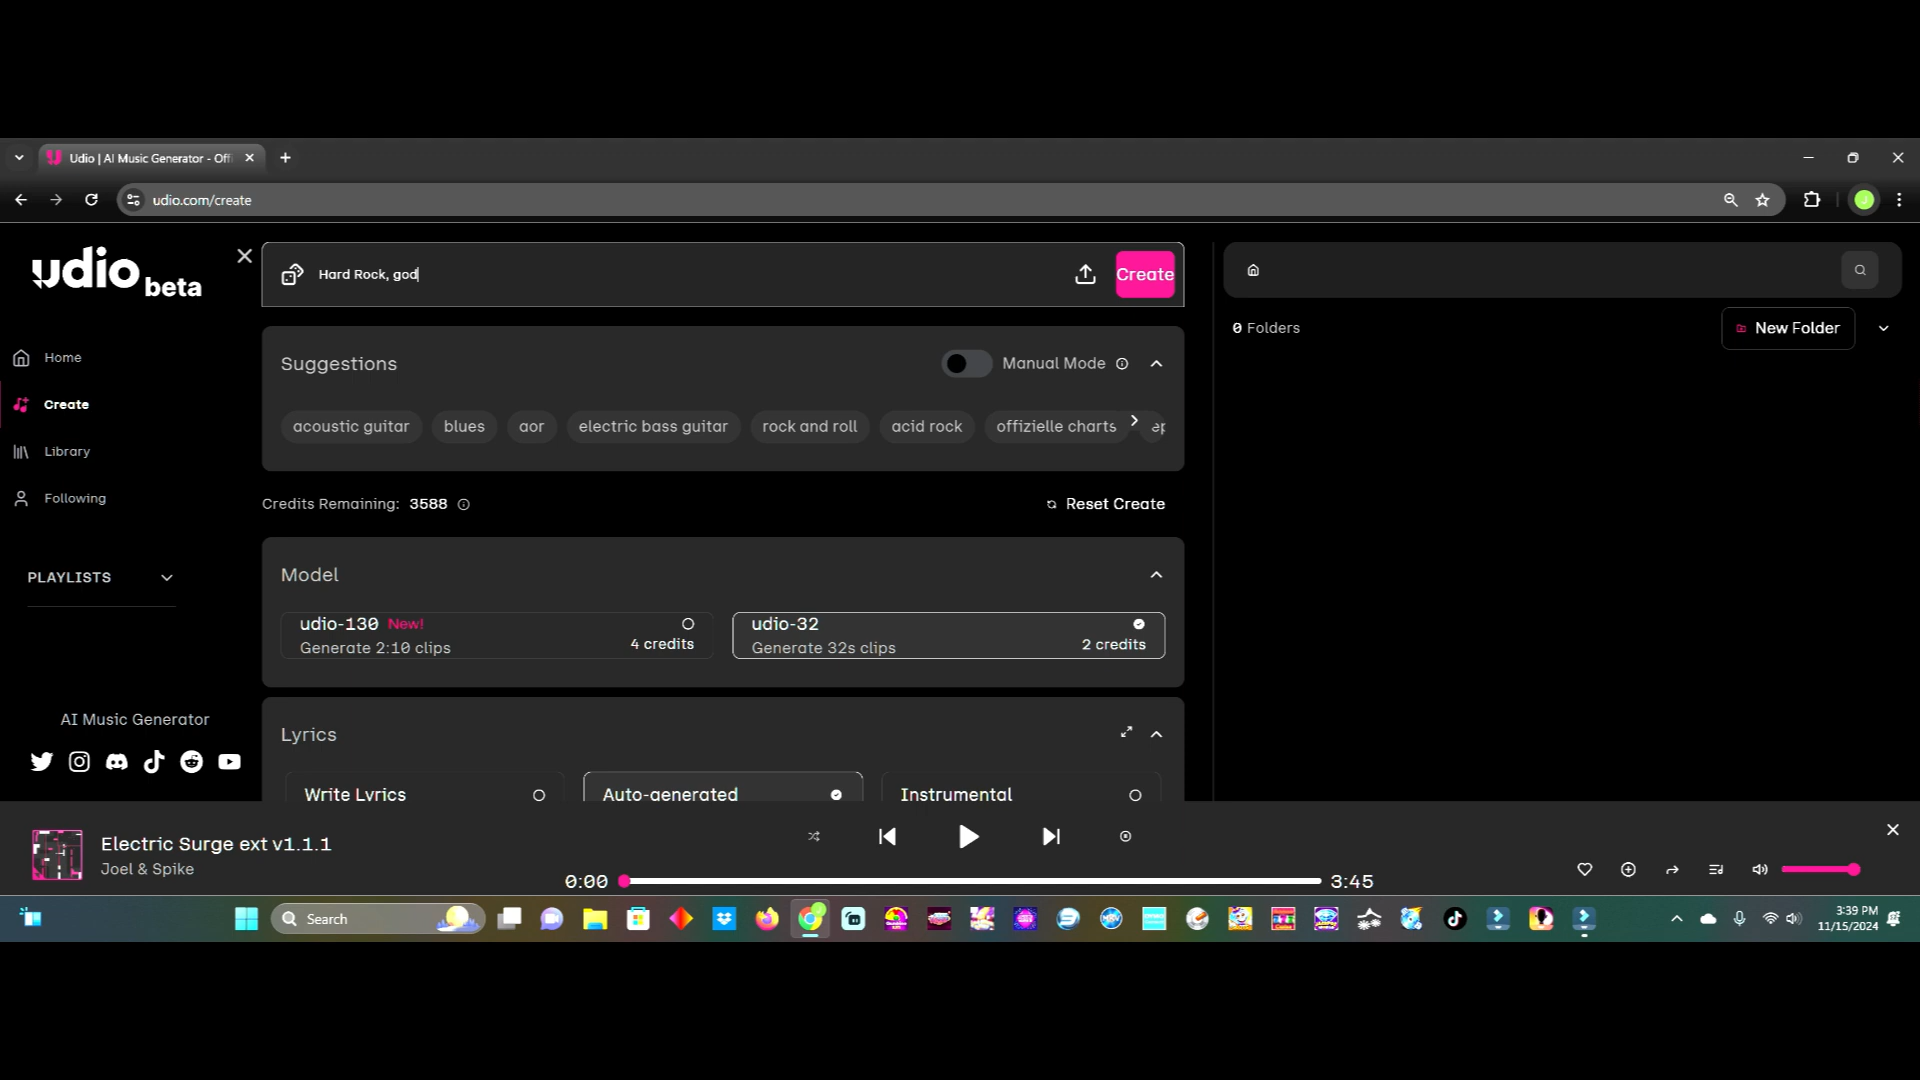 Udio | AI Music Generator - Off
udio.com/create
udio beta
Hard Rock, god
Create
0 Folders
New Folder
Home
Create
Library
Following
PLAYLISTS
Suggestions
Manual Mode
acoustic guitar
blues
aor
electric bass guitar
rock and roll
acid rock
offizielle charts
ep
Credits Remaining: 3588
Reset Create
Model
udio-130 New!
Generate 2:10 clips
4 credits
udio-32
Generate 32s clips
2 credits
AI Music Generator
Lyrics
Write Lyrics
Auto-generated
Instrumental
Electric Surge ext v1.1.1
Joel & Spike
0:00
3:45
Search
3:39 PM
11/15/2024